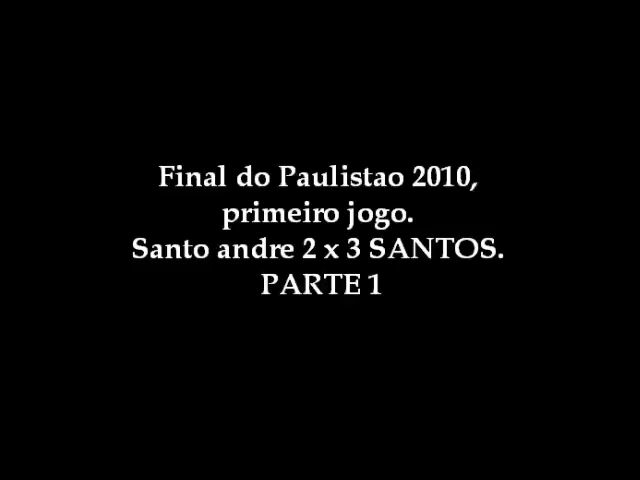 Final do Paulistao 2010,
primeiro jogo.
Santo andre 2 x 3 SANTOS.
PARTE 1